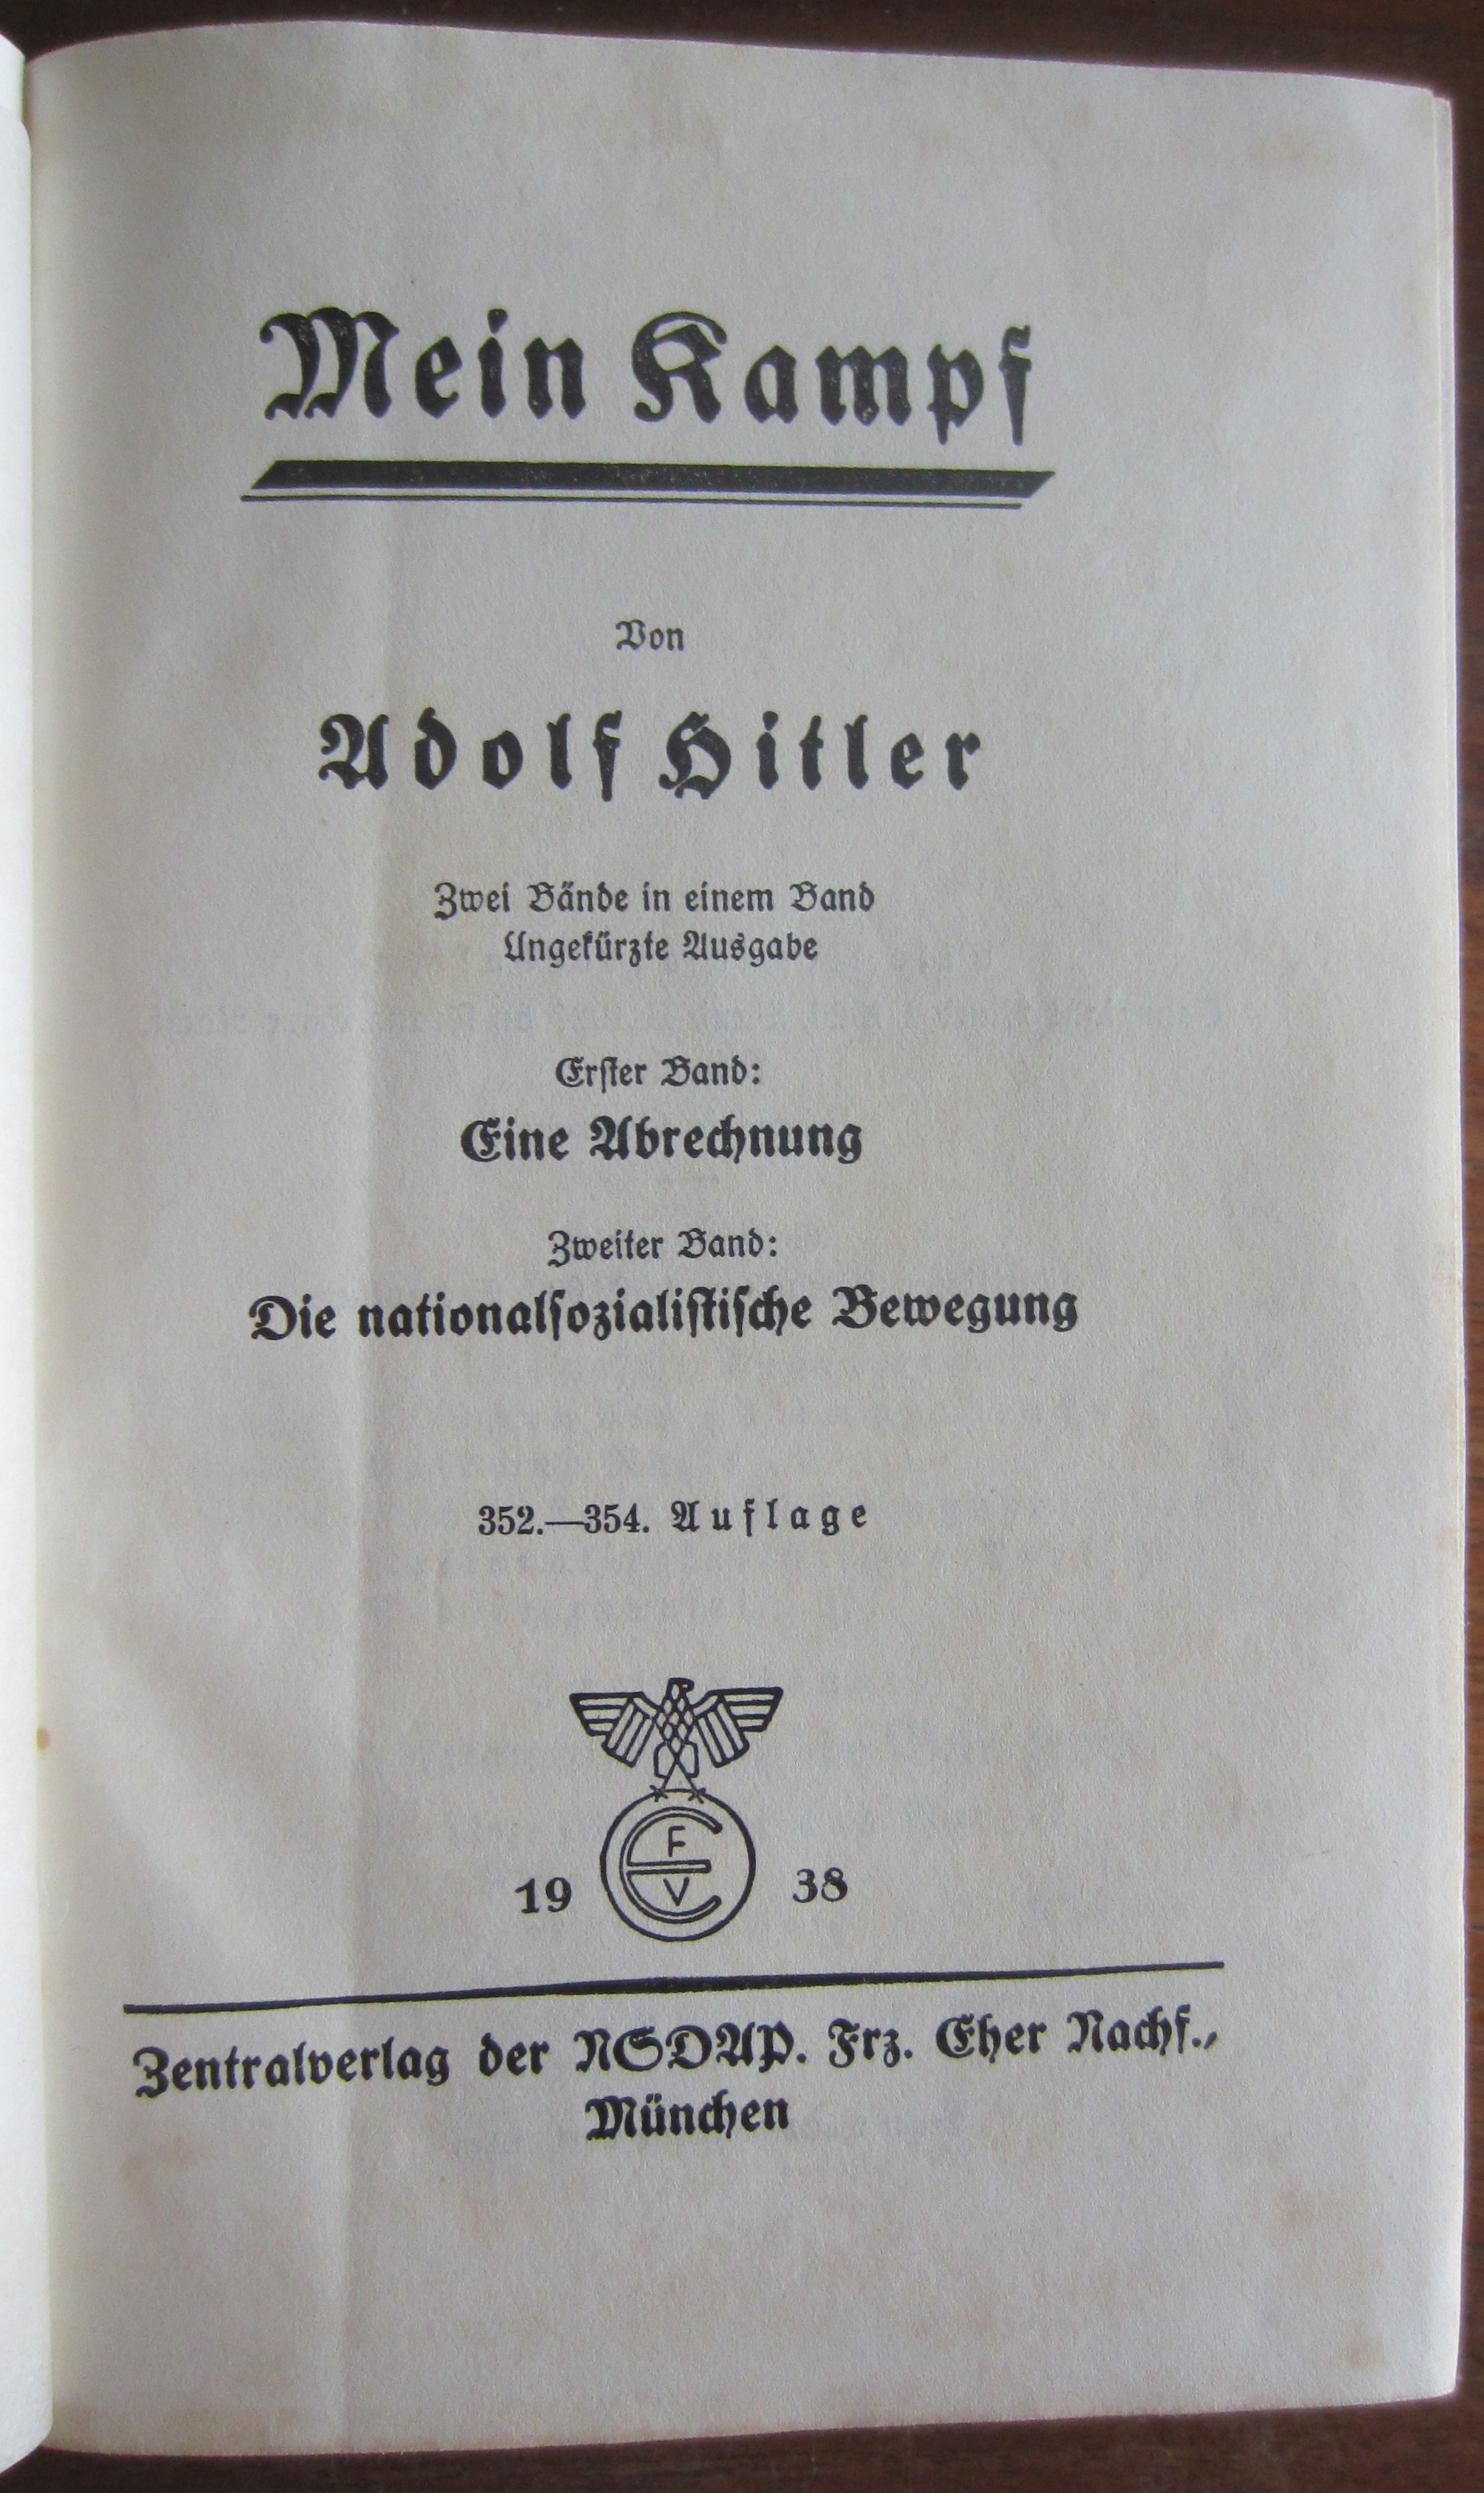 Mein Kampf
Von
Adolf Hitler
Zwei Bände in einem Band
Ungekürzte Ausgabe
Erster Band:
Eine Abrechnung
Zweiter Band:
Die nationalsozialistische Bewegung
352.—354. Auflage
F
E
V
19 38
Zentralverlag der NSDAP. Frz. Eher Nachf.,
München